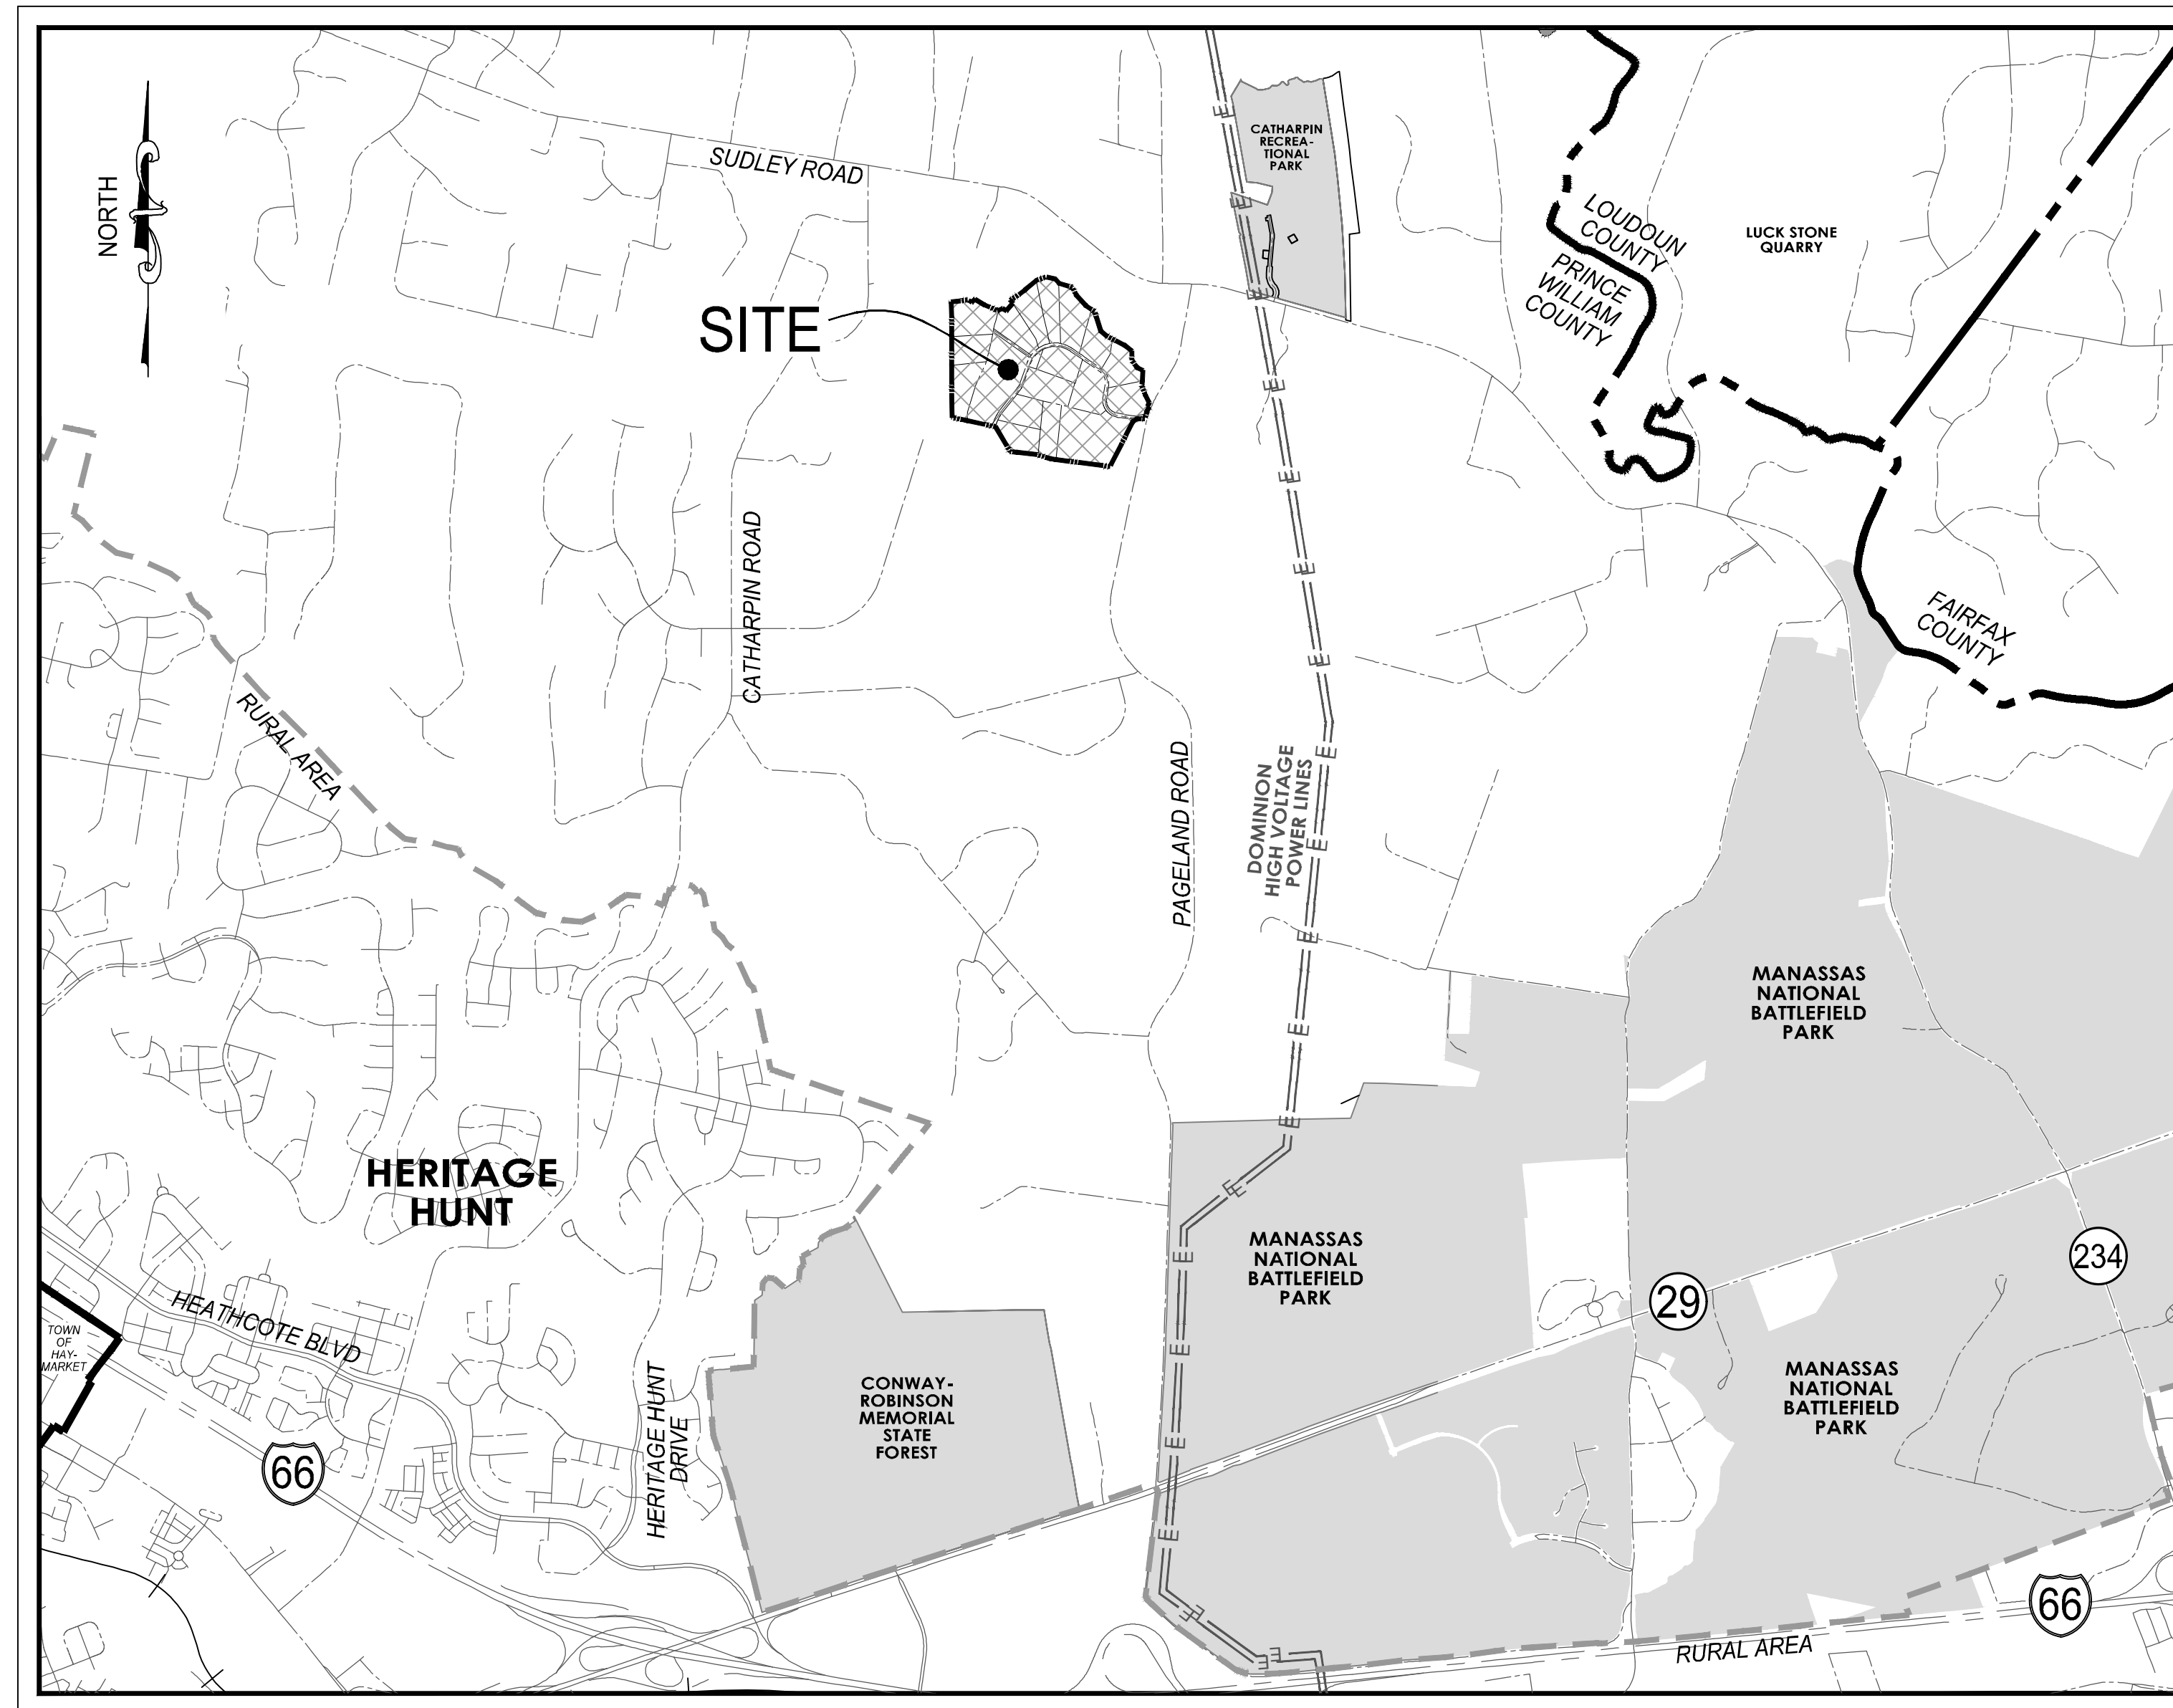 CATHARPIN
RECREA-
TIONAL
PARK
SUDLEY ROAD
NORTH
LOUDOUN
COUNTY
PRINCE
WILLIAM
COUNTY
LUCK STONE
QUARRY
SITE
CATHARPIN ROAD
FAIRFAX
COUNTY
RURAL AREA
PAGELAND ROAD
DOMINION
HIGH VOLTAGE
POWER LINES
MANASSAS
NATIONAL
BATTLEFIELD
PARK
HERITAGE
HUNT
MANASSAS
NATIONAL
BATTLEFIELD
PARK
234
29
HEATHCOTE BLVD
TOWN
OF
HAY-
MARKET
MANASSAS
NATIONAL
BATTLEFIELD
PARK
CONWAY-
ROBINSON
MEMORIAL
STATE
FOREST
HERITAGE HUNT
DRIVE
66
66
RURAL AREA